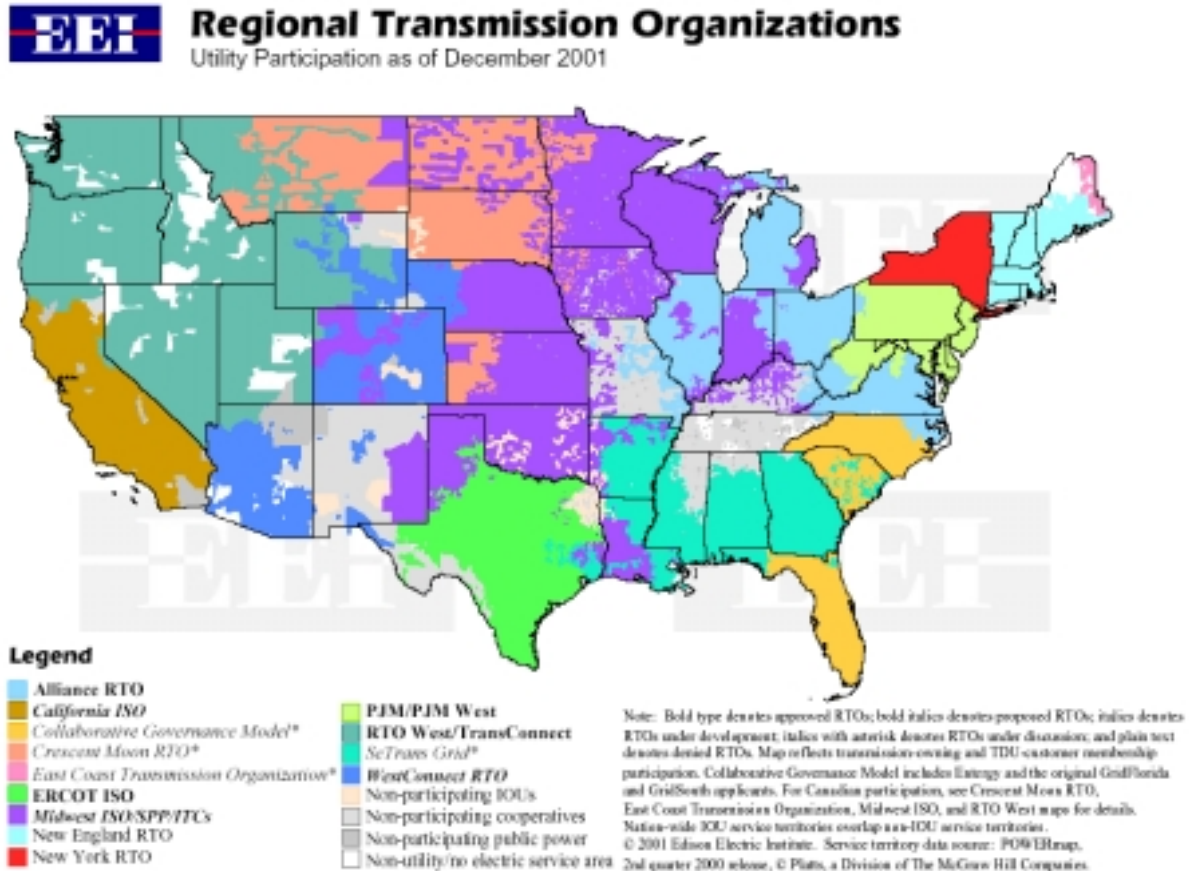 EEI
Regional Transmission Organizations
Utility Participation as of December 2001
EEI
EEI
EEI
Legend
Alliance RTO
California ISO
Collaborative Governance Model*
Crescent Moon RTO*
East Coast Transmission Organization*
ERCOT ISO
Midwest ISO/SPP/ITCs
New England RTO
New York RTO
PJM/PJM West
RTO West/TransConnect
SeTrans Grid*
WestConnect RTO
Non-participating IOUs
Non-participating cooperatives
Non-participating public power
Non-utility/no electric service area
Note: Bold type denotes approved RTOs; bold italics denotes proposed RTOs; italics denotes
RTOs under development; italics with asterisk denotes RTOs under discussion; and plain text
denotes denied RTOs. Map reflects transmission-owning and TDU-customer membership
participation. Collaborative Governance Model includes Entergy and the original GridFlorida
and GridSouth applicants. For Canadian participation, see Crescent Moon RTO,
East Coast Transmission Organization, Midwest ISO, and RTO West maps for details.
Nation-wide IOU service territories overlap non-IOU service territories.
© 2001 Edison Electric Institute. Service territory data source: POWERmap,
2nd quarter 2000 release, © Platts, a Division of The McGraw Hill Companies.